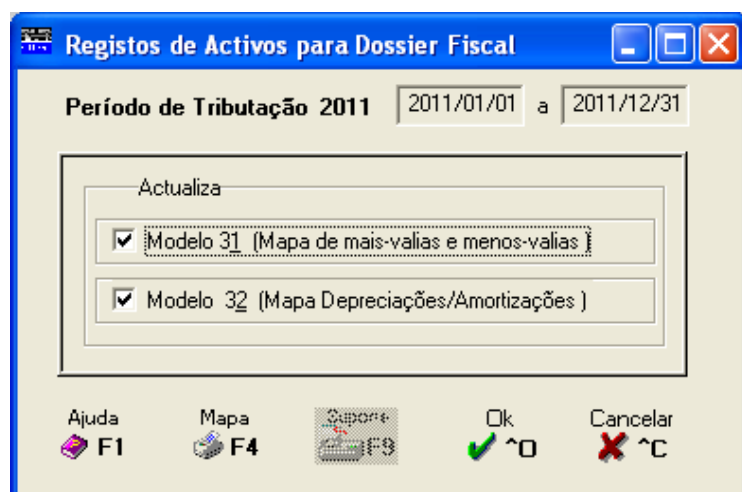 Registos de Activos para Dossier Fiscal
Período de Tributação 2011 2011/01/01 a 2011/12/31
Actualiza
Modelo 31 (Mapa de mais-valias e menos-valias )
Modelo 32 (Mapa Depreciações/Amortizações )
Ajuda Mapa Ok Cancelar
F1 F4 F9 ^O ^C